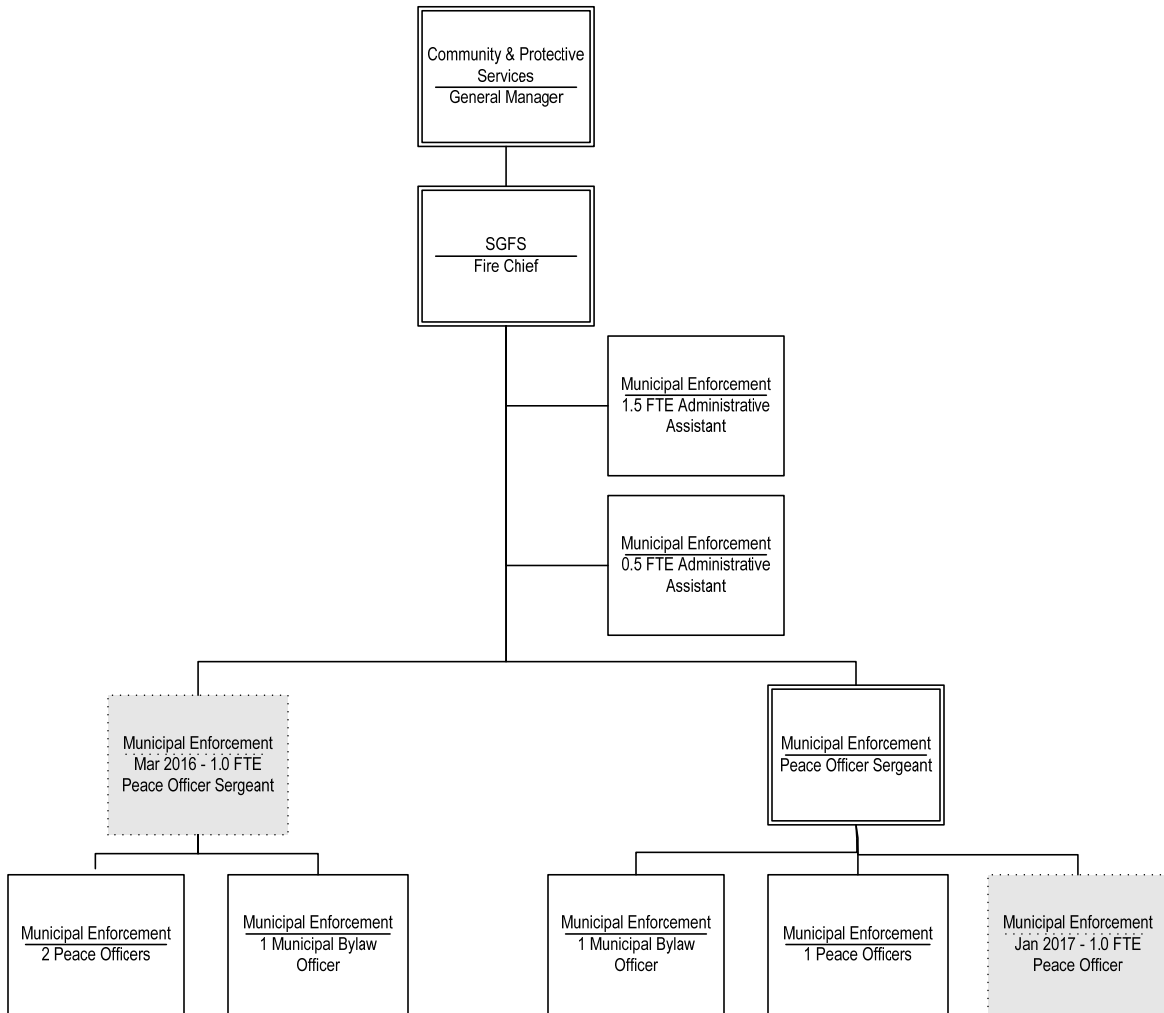 Community & Protective
Services
General Manager
SGFS
Fire Chief
Municipal Enforcement
1.5 FTE Administrative
Assistant
Municipal Enforcement
0.5 FTE Administrative
Assistant
Municipal Enforcement
Mar 2016 - 1.0 FTE
Peace Officer Sergeant
Municipal Enforcement
Peace Officer Sergeant
Municipal Enforcement
2 Peace Officers
Municipal Enforcement
1 Municipal Bylaw
Officer
Municipal Enforcement
1 Municipal Bylaw
Officer
Municipal Enforcement
1 Peace Officers
Municipal Enforcement
Jan 2017 - 1.0 FTE
Peace Officer